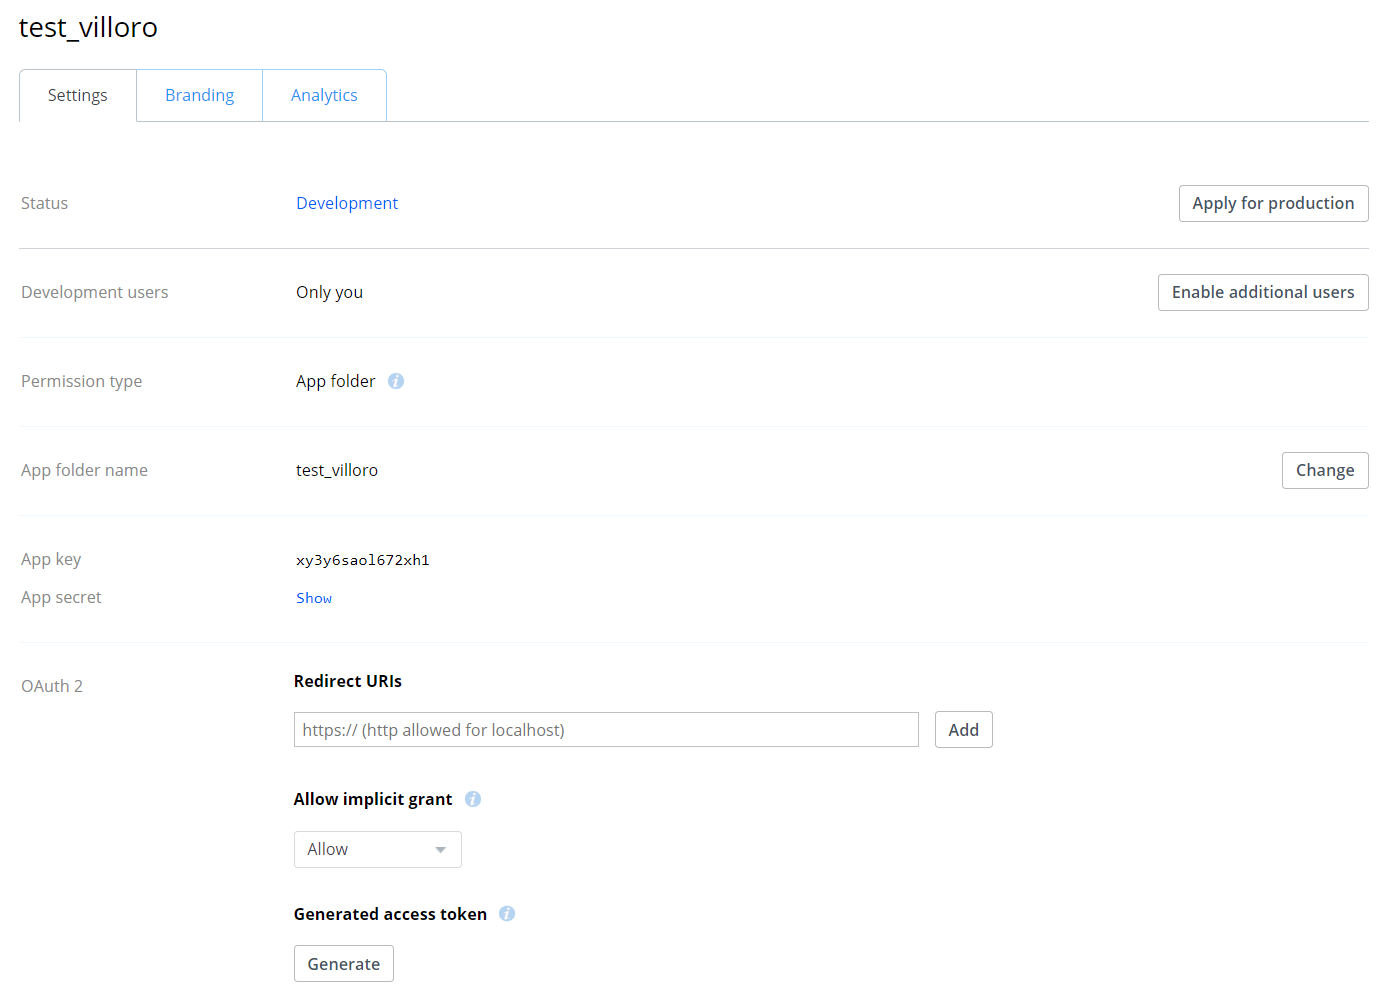 test_villoro
Settings Branding Analytics
Status Development Apply for production
Development users Only you Enable additional users
Permission type App folder i
App folder name test_villoro Change
App key xy3y6saol672xh1
App secret Show
OAuth 2 Redirect URIs
https:// (http allowed for localhost) Add
Allow implicit grant i
Allow
Generated access token i
Generate